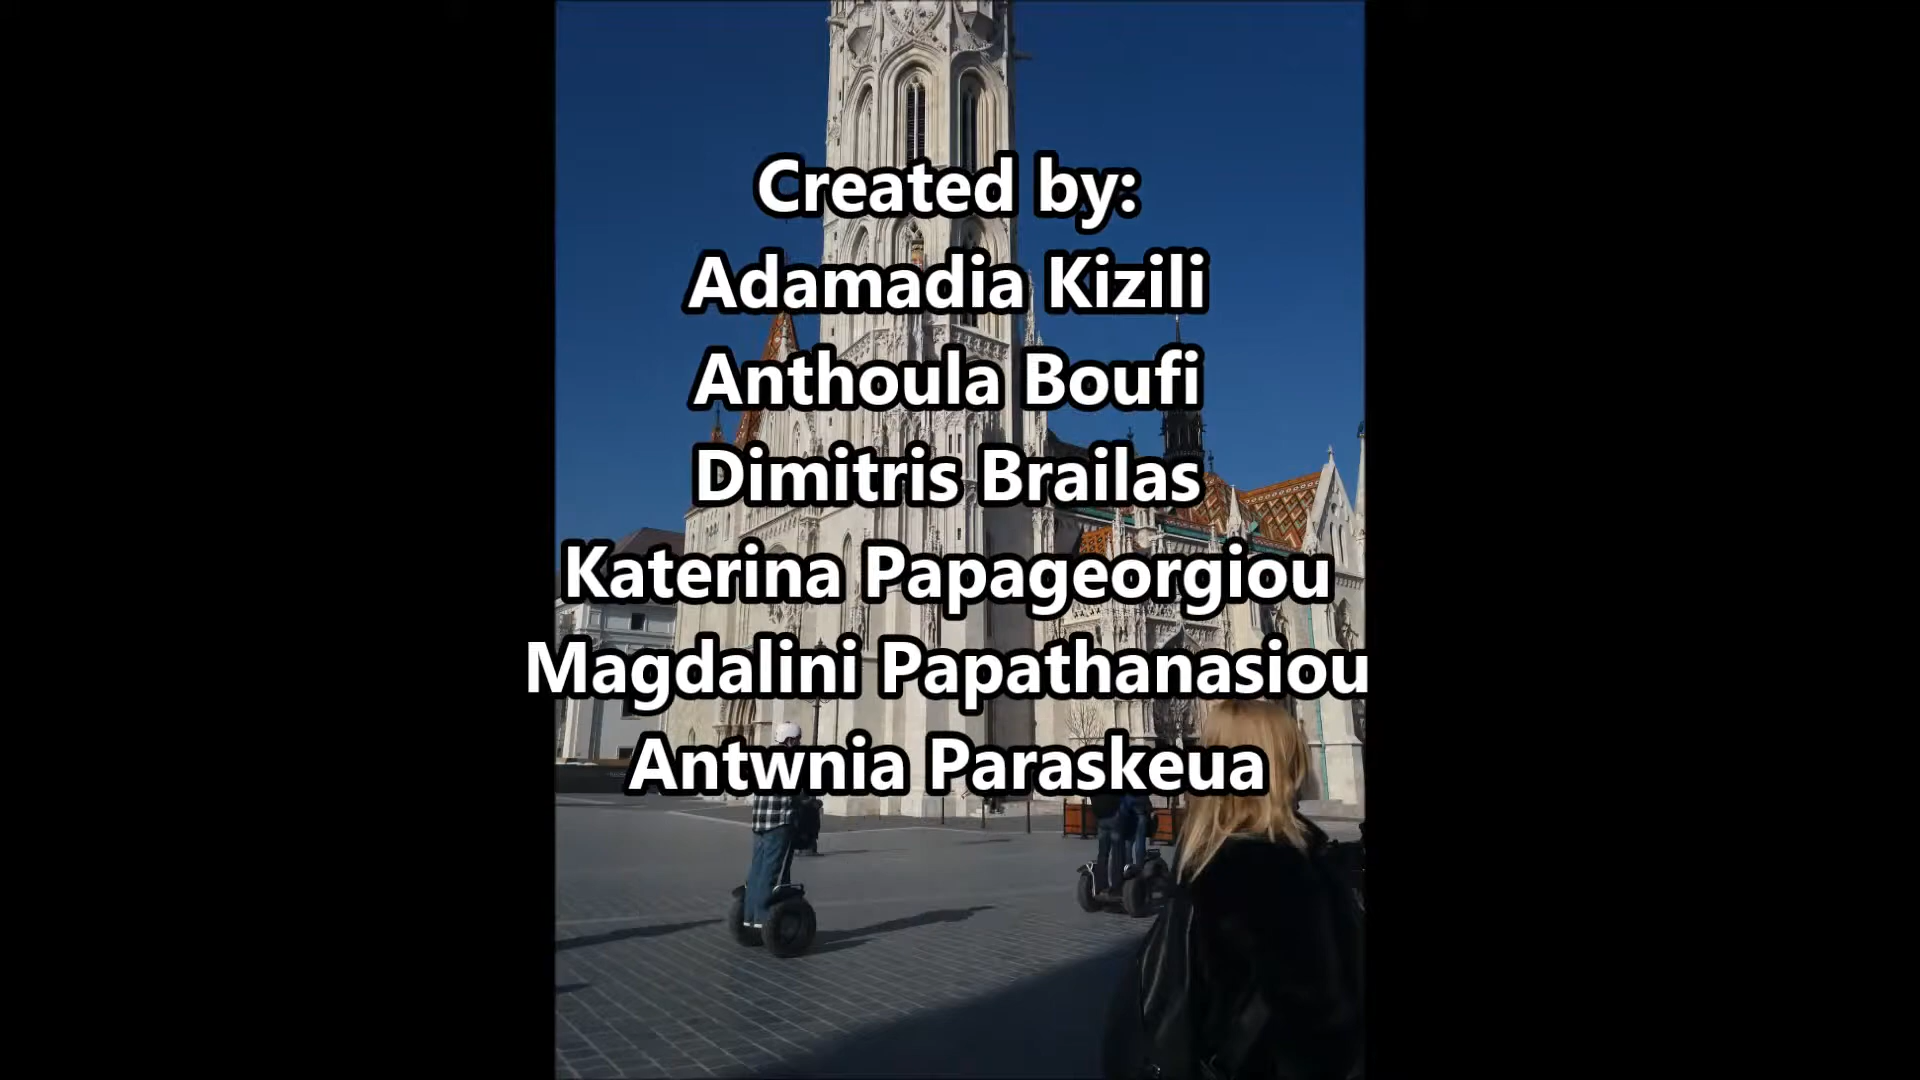 Created by:
Adamadia Kizili
Anthoula Boufi
Dimitris Brailas
Katerina Papageorgiou
Magdalini Papathanasiou
Antwnia Paraskeua